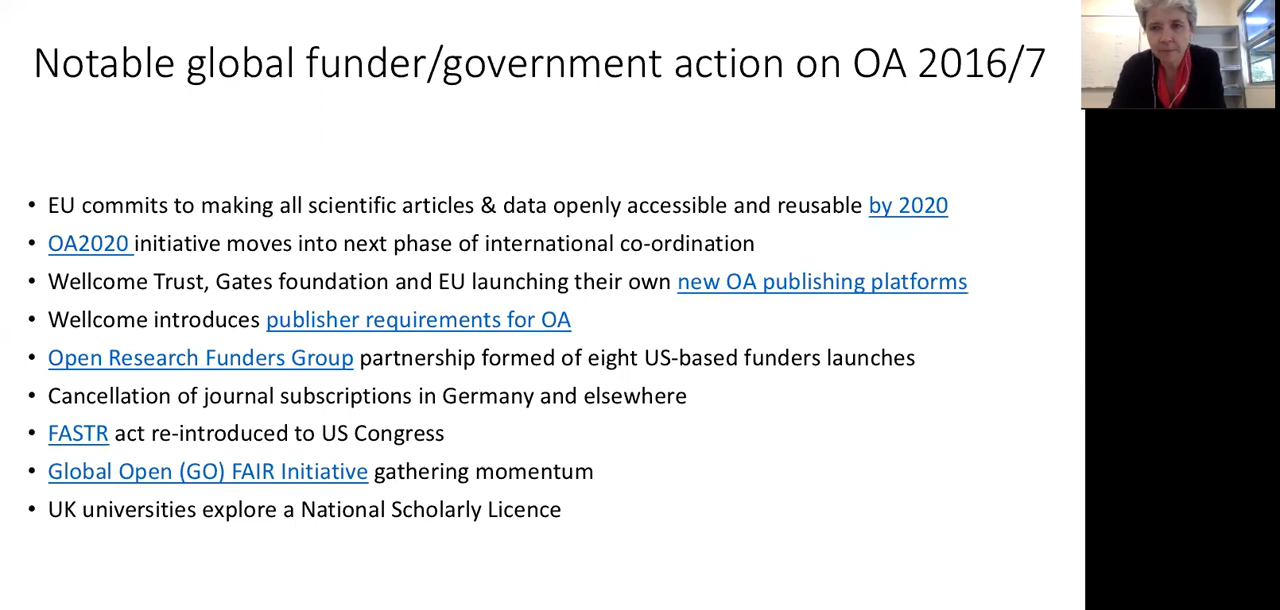 Notable global funder/government action on OA 2016/7
• EU commits to making all scientific articles & data openly accessible and reusable by 2020
• OA2020 initiative moves into next phase of international co-ordination
• Wellcome Trust, Gates foundation and EU launching their own new OA publishing platforms
• Wellcome introduces publisher requirements for OA
• Open Research Funders Group partnership formed of eight US-based funders launches
• Cancellation of journal subscriptions in Germany and elsewhere
• FASTR act re-introduced to US Congress
• Global Open (GO) FAIR Initiative gathering momentum
• UK universities explore a National Scholarly Licence